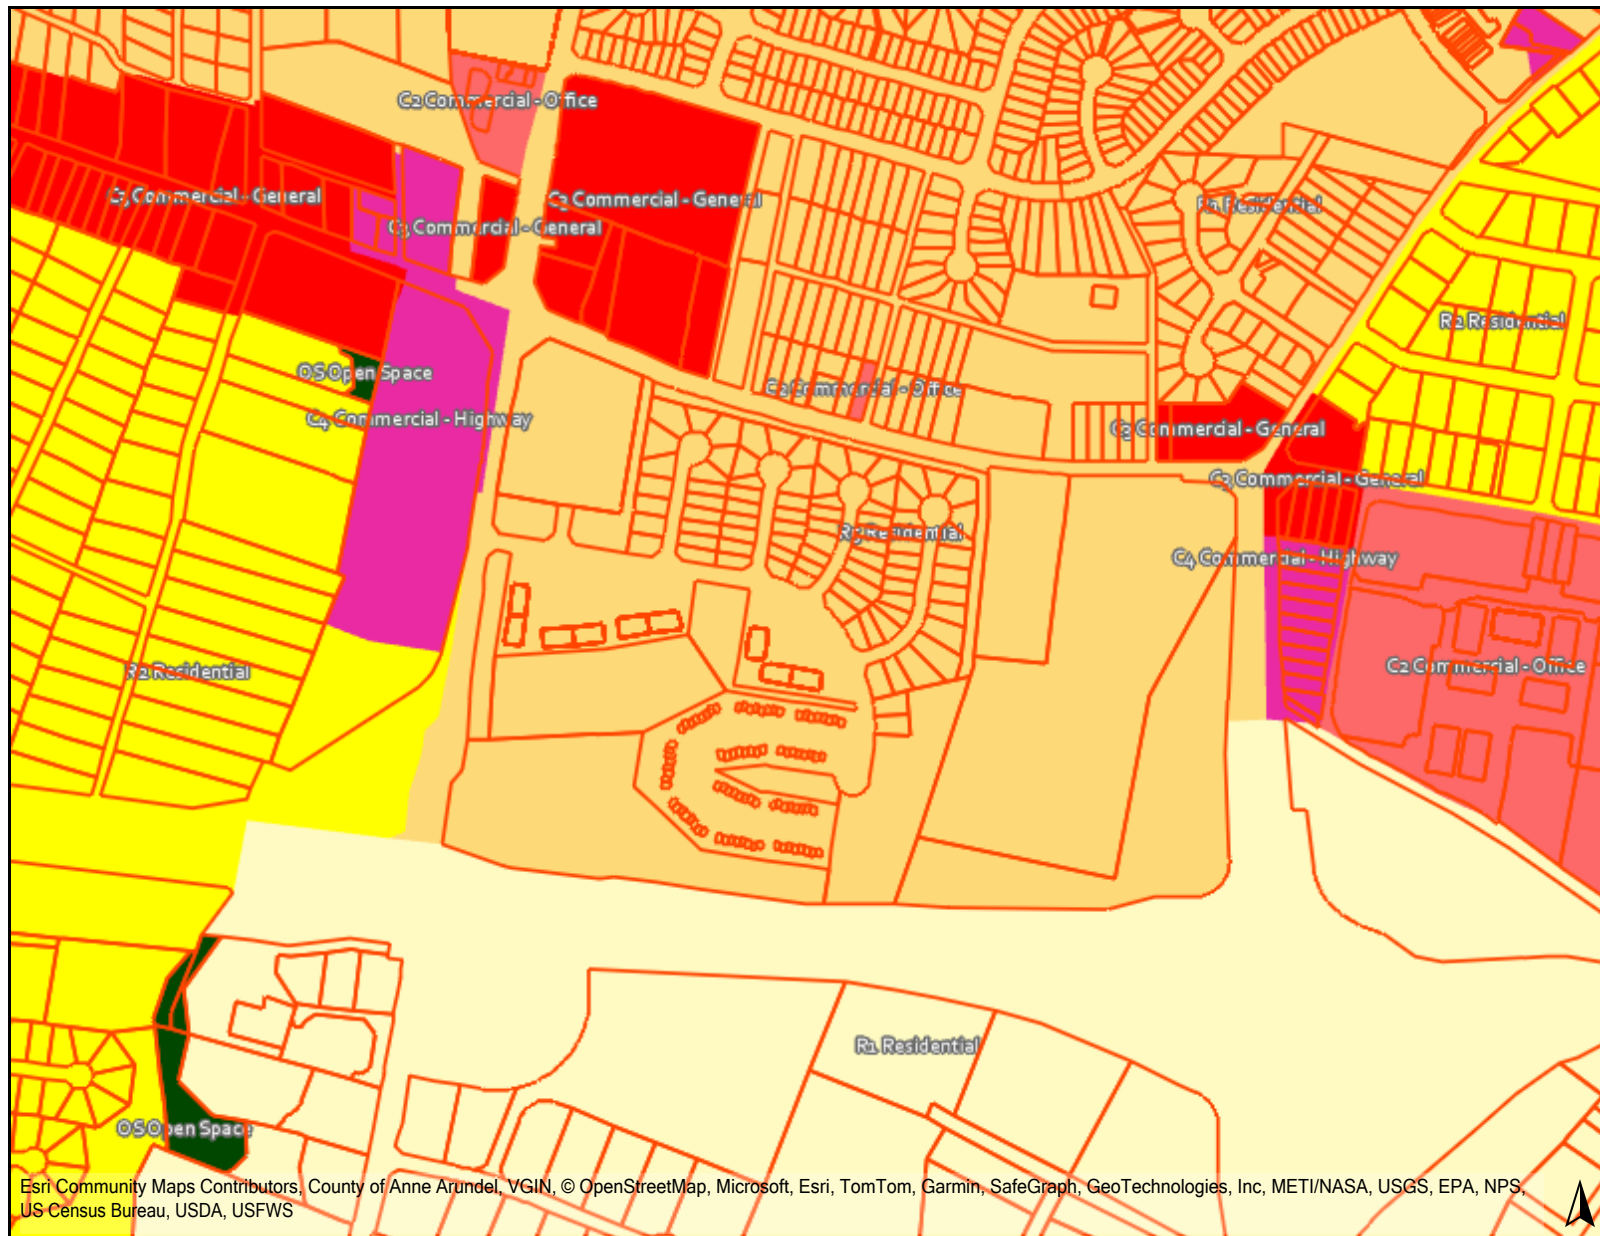 C2 Commercial - Office
C3 Commercial - General
C3 Commercial - General
R5 Residential
C3 Commercial - General
R2 Residential
OS Open Space
C2 Commercial - Office
C4 Commercial - Highway
C3 Commercial - General
C3 Commercial - General
R5 Residential
C4 Commercial - Highway
R2 Residential
C2 Commercial - Office
R1 Residential
OS Open Space
Esri Community Maps Contributors, County of Anne Arundel, VGIN, © OpenStreetMap, Microsoft, Esri, TomTom, Garmin, SafeGraph, GeoTechnologies, Inc, METI/NASA, USGS, EPA, NPS,
US Census Bureau, USDA, USFWS